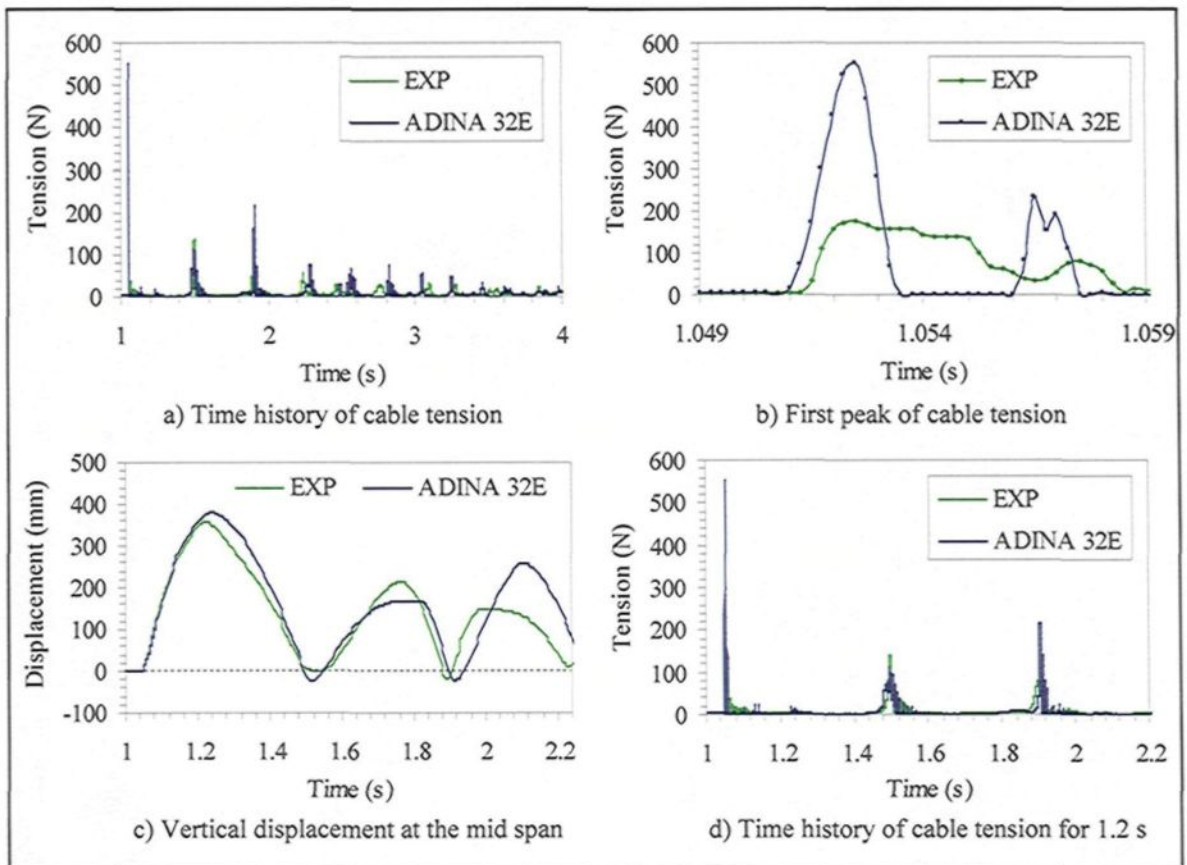 600
500
400
300
200
100
0
Tension (N)
EXP
ADINA 32E
1 2 3 4
Time (s)
a) Time history of cable tension
600
500
400
300
200
100
0
Tension (N)
EXP
ADINA 32E
1.049 1.054 1.059
Time (s)
b) First peak of cable tension
500
400
300
200
100
0
-100
Displacement (mm)
EXP ADINA 32E
1 1.2 1.4 1.6 1.8 2 2.2
Time (s)
c) Vertical displacement at the mid span
600
500
400
300
200
100
0
Tension (N)
EXP
ADINA 32E
1 1.2 1.4 1.6 1.8 2 2.2
Time (s)
d) Time history of cable tension for 1.2 s